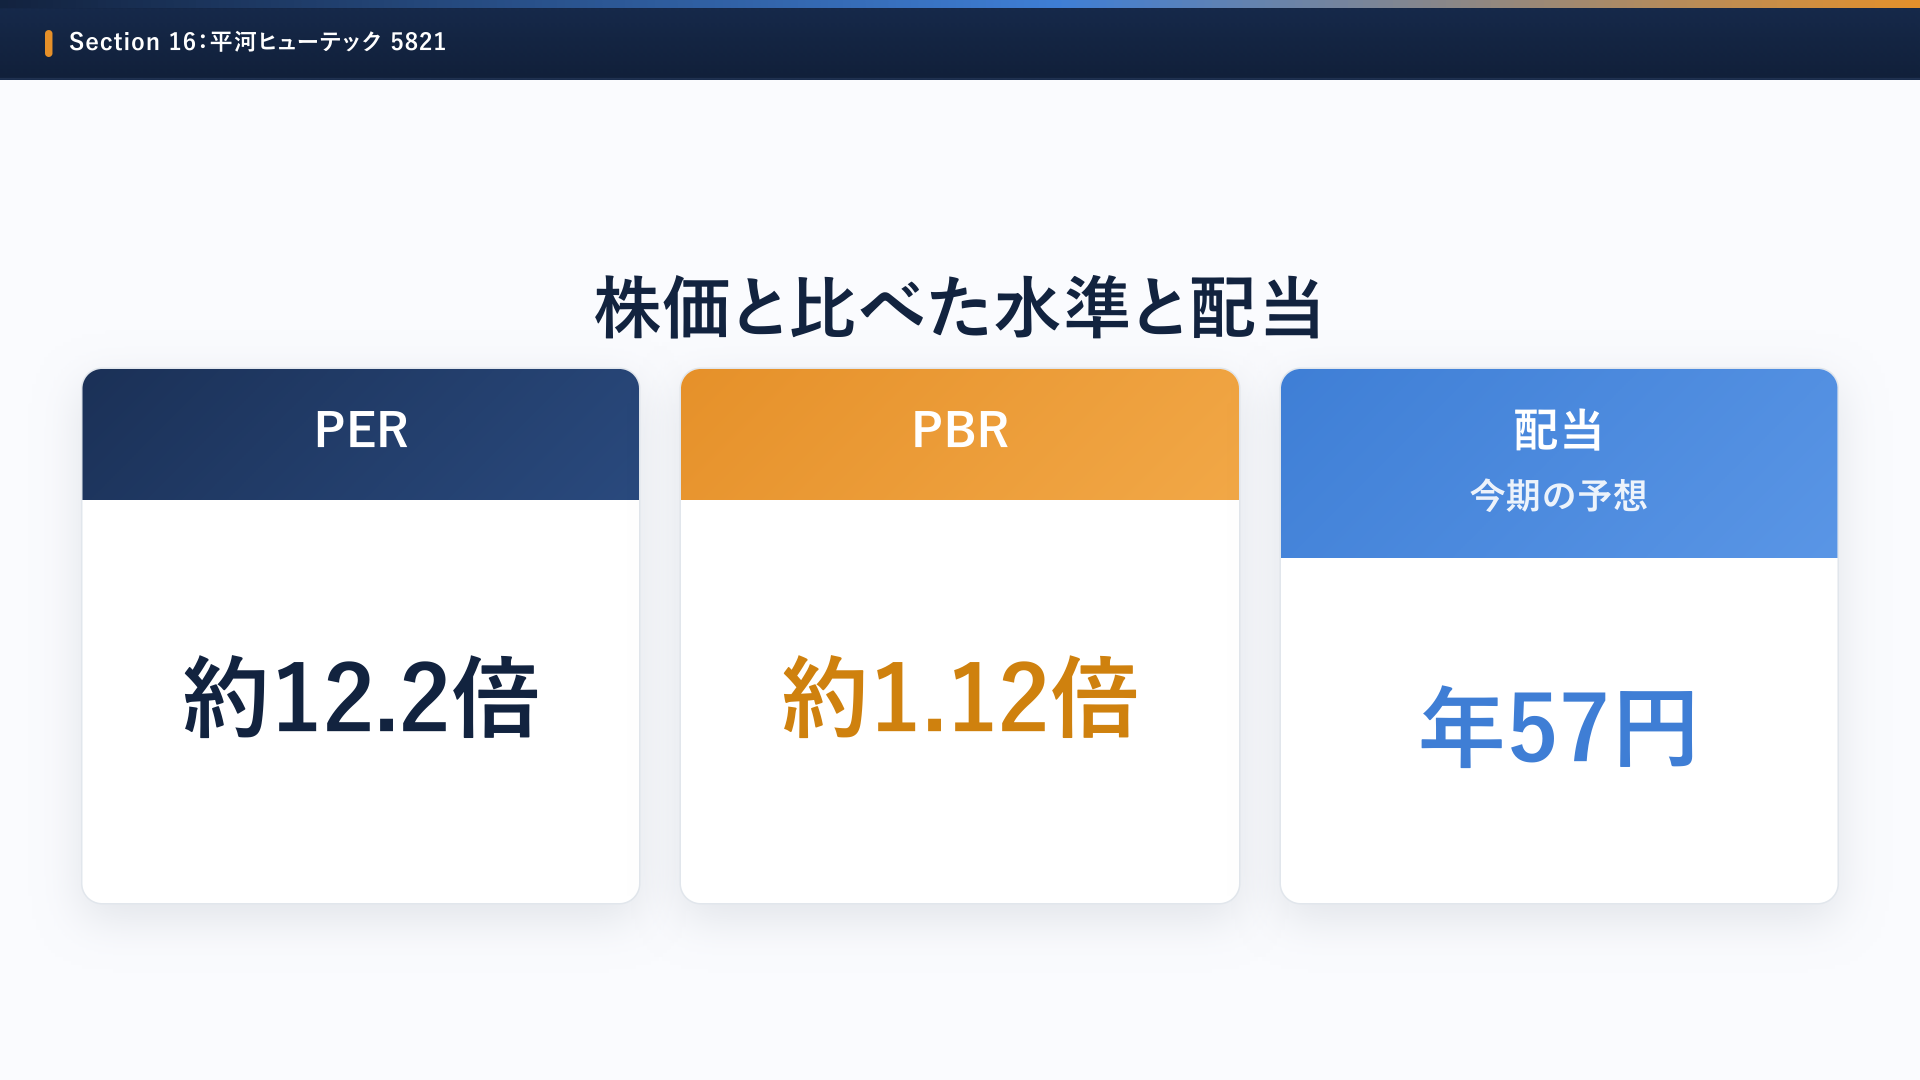 Section 16：平河ヒューテック 5821
株価と比べた水準と配当
PER
約12.2倍
PBR
約1.12倍
配当
今期の予想
年57円